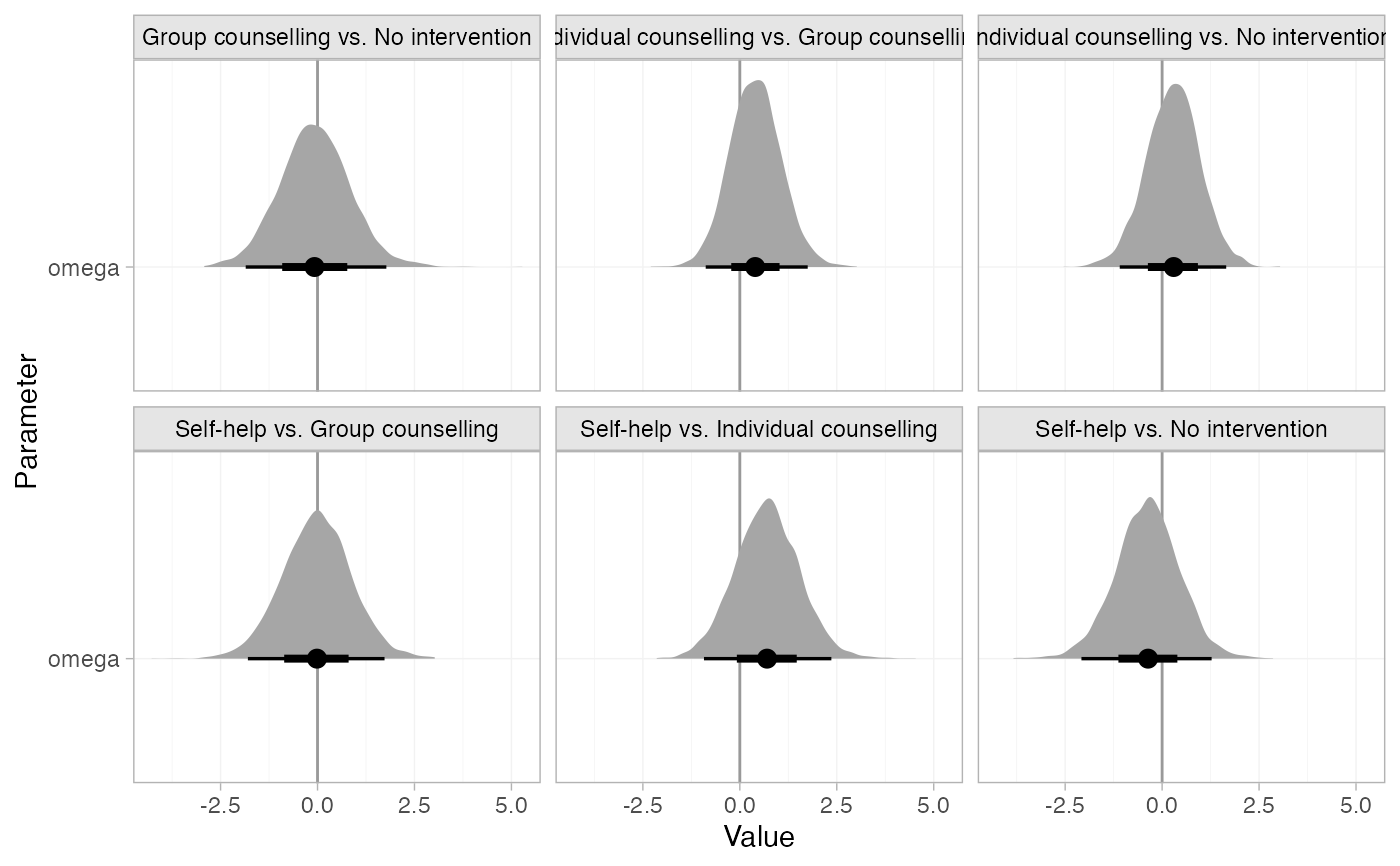 Group counselling vs. No intervention
dividual counselling vs. Group counselli
ndividual counselling vs. No intervention
omega
Self-help vs. Group counselling
Self-help vs. Individual counselling
Self-help vs. No intervention
omega
Parameter
-2.5 0.0 2.5 5.0
-2.5 0.0 2.5 5.0
-2.5 0.0 2.5 5.0
Value